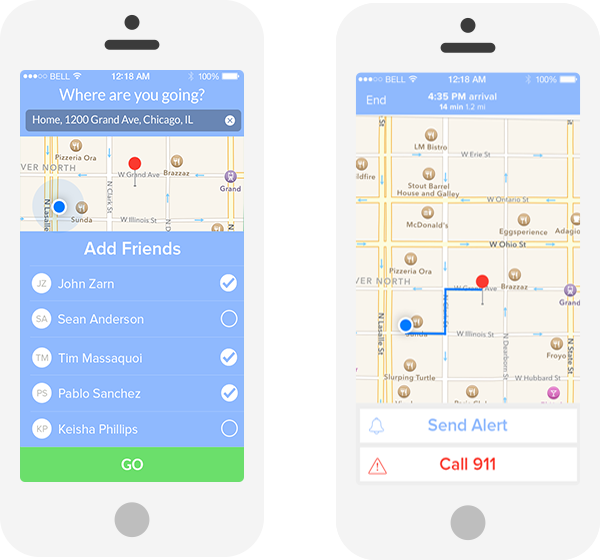 BELL 12:18 AM 100%
Where are you going?
Home, 1200 Grand Ave, Chicago, IL
Pizzeria Ora
VER NORTH
W Grand Ave
Brazzaz
Grand
N Lasalle
N Clark St
Sunda
W Illinois St
Add Friends
JZ John Zarn
SA Sean Anderson
TM Tim Massaquoi
PS Pablo Sanchez
KP Keisha Phillips
GO
BELL 12:18 AM 100%
End
4:35 PM arrival
14 min 1.2 mi
LM Bistro
W Erie St
ldfire
Stout Barrel
House and Galley
W Ontario St
McDonald's
Eggsperience
Adagio
W Ohio St
Pizzeria Ora
Brazzaz
VER NORTH
W Grand Ave
Grand
N Lasalle
Sunda
W Illinois St
N Dearborn St
N State St
Froyo
Slurping Turtle
W Hubbard St
Send Alert
Call 911